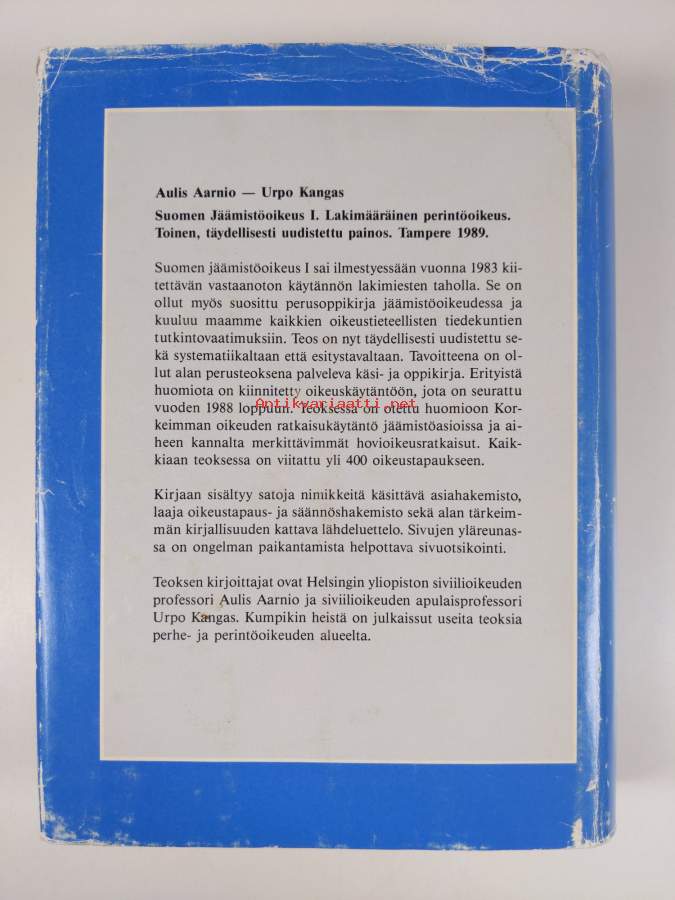 Aulis Aarnio — Urpo Kangas
Suomen Jäämistöoikeus I. Lakimääräinen perintöoikeus.
Toinen, täydellisesti uudistettu painos. Tampere 1989.
Suomen jäämistöoikeus I sai ilmestyessään vuonna 1983 kii-
tettävän vastaanoton käytännön lakimiesten taholla. Se on
ollut myös suosittu perusoppikirja jäämistöoikeudessa ja
kuuluu maamme kaikkien oikeustieteellisten tiedekuntien
tutkintovaatimuksiin. Teos on nyt täydellisesti uudistettu se-
kä systematiikaltaan että esitystavaltaan. Tavoitteena on ol-
lut alan perusteoksena palveleva käsi- ja oppikirja. Erityistä
huomiota on kiinnitetty oikeuskäytäntöön, jota on seurattu
Antikvariaatti.net
vuoden 1988 loppuun. Teoksessa on otettu huomioon Kor-
keimman oikeuden ratkaisukäytäntö jäämistöasioissa ja ai-
heen kannalta merkittävimmät hovioikeusratkaisut. Kaik-
kiaan teoksessa on viitattu yli 400 oikeustapaukseen.
Kirjaan sisältyy satoja nimikkeitä käsittävä asiahakemisto,
laaja oikeustapaus- ja säännöshakemisto sekä alan tärkeim-
män kirjallisuuden kattava lähdeluettelo. Sivujen yläreunas-
sa on ongelman paikantamista helpottava sivuotsikointi.
Teoksen kirjoittajat ovat Helsingin yliopiston siviilioikeuden
professori Aulis Aarnio ja siviilioikeuden apulaisprofessori
Urpo Kangas. Kumpikin heistä on julkaissut useita teoksia
perhe- ja perintöoikeuden alueelta.